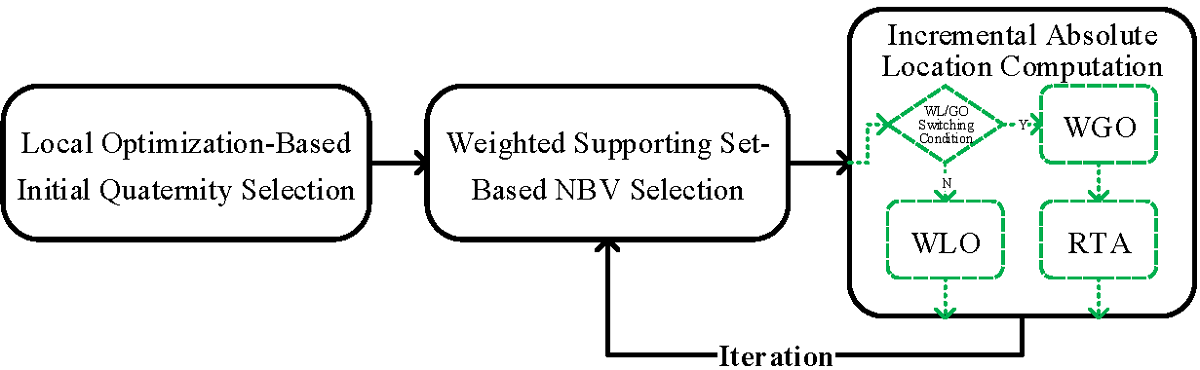 Local Optimization-Based
Initial Quaternity Selection
Weighted Supporting Set-
Based NBV Selection
Incremental Absolute
Location Computation
WL/GO
Switching
Condition
Y
WGO
N
WLO
RTA
Iteration